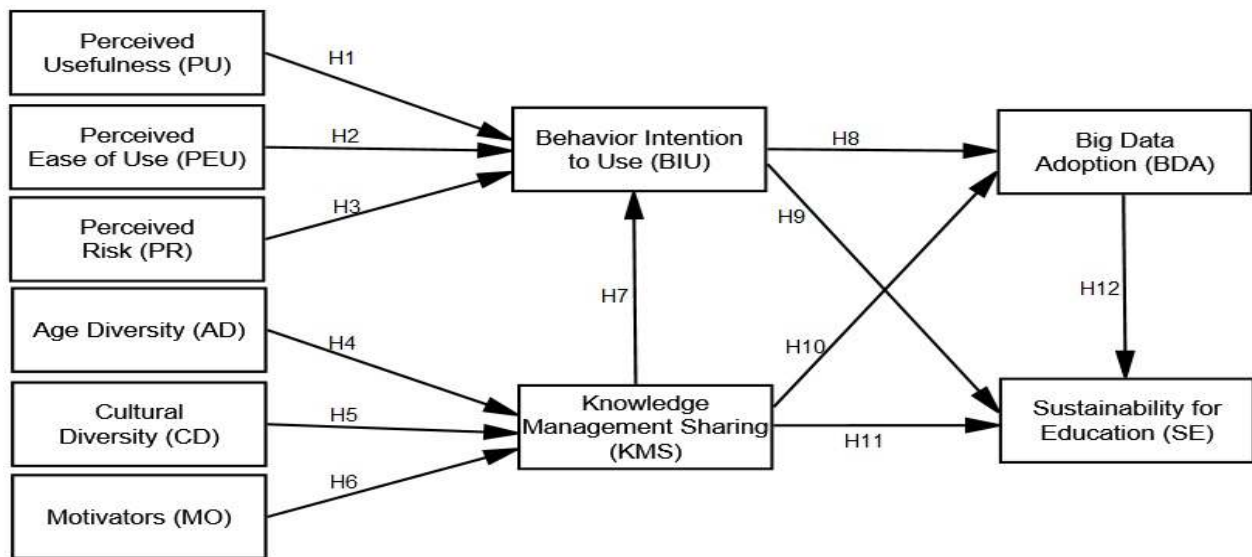 Perceived
Usefulness (PU)
H1
Perceived
Ease of Use (PEU)
H2
Perceived
Risk (PR)
H3
Age Diversity (AD)
H4
Cultural
Diversity (CD)
H5
Motivators (MO)
H6
Behavior Intention
to Use (BIU)
H7
Knowledge
Management Sharing
(KMS)
H8
H9
H10
H11
Big Data
Adoption (BDA)
H12
Sustainability for
Education (SE)